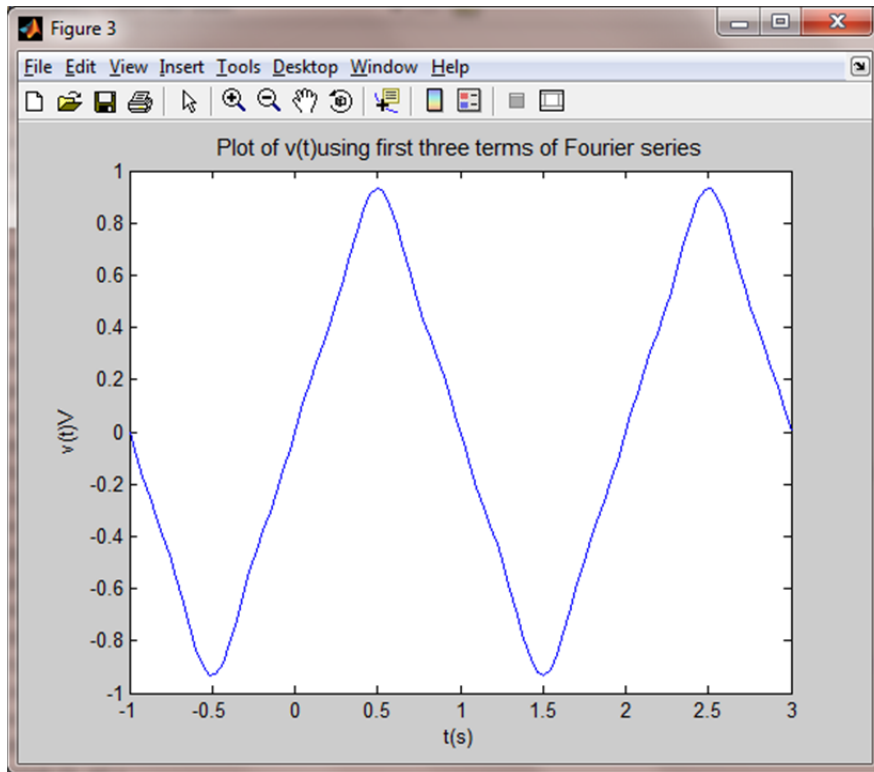 Figure 3
File Edit View Insert Tools Desktop Window Help
Plot of v(t)using first three terms of Fourier series
1
0.8
0.6
0.4
0.2
0
-0.2
-0.4
-0.6
-0.8
-1
v(t)V
-1 -0.5 0 0.5 1 1.5 2 2.5 3
t(s)